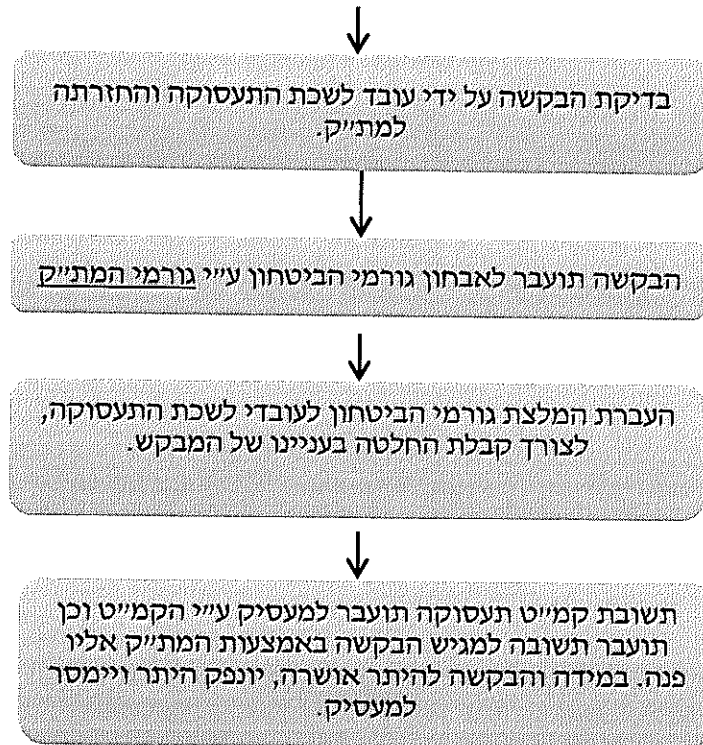 בדיקת הבקשה על ידי עובד לשכת התעסוקה והחזרתה
למת״ק.
הבקשה תועבר לאבחון גורמי הביטחון ע״י גורמי המת״ק
העברת המלצת גורמי הביטחון לעובדי לשכת התעסוקה,
לצורך קבלת החלטה בעניינו של המבקש.
תשובת קמ״ט תעסוקה תועבר למעסיק ע״י הקמ״ט וכן
תועבר תשובה למגיש הבקשה באמצעות המת״ק אליו
פנה. במידה והבקשה להיתר אושרה, יונפק היתר ויימסר
למעסיק.